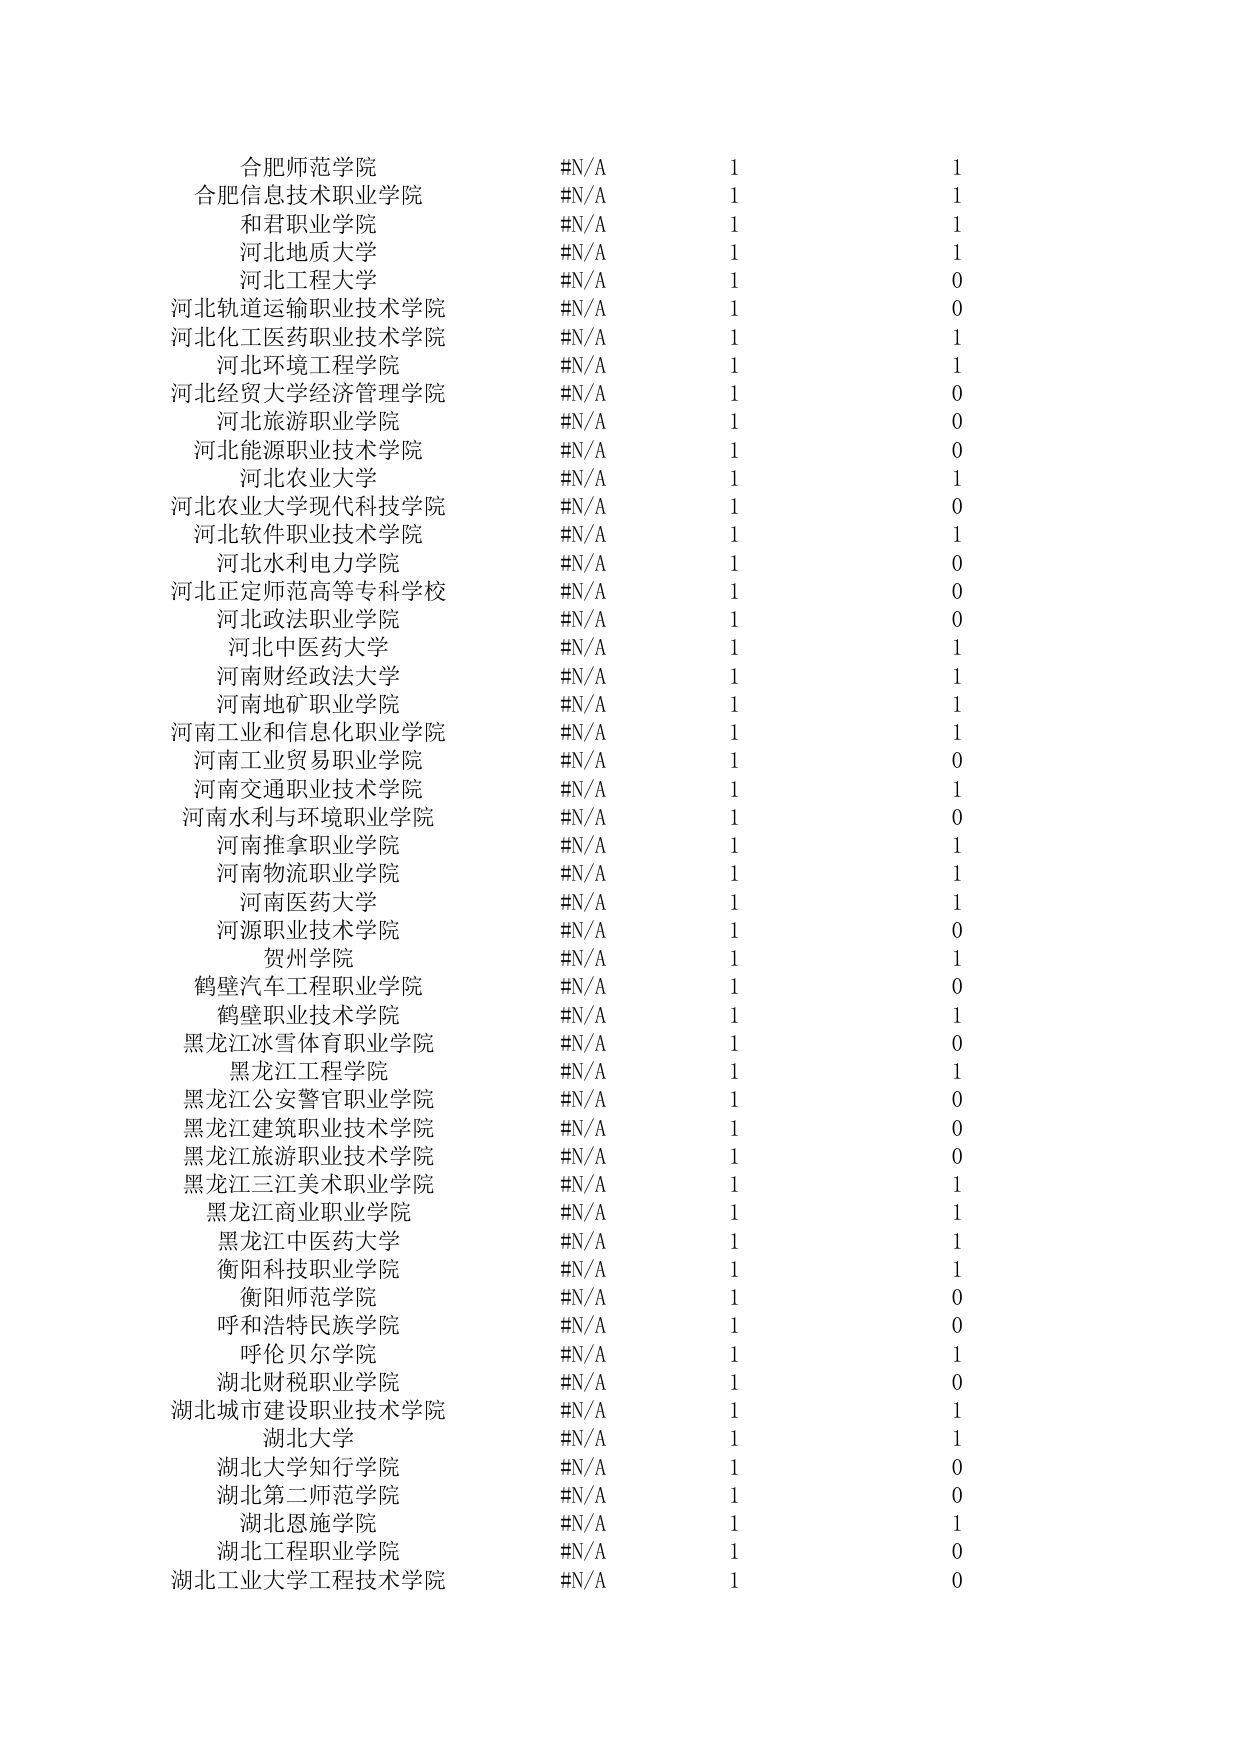 合肥师范学院 #N/A 1 1
合肥信息技术职业学院 #N/A 1 1
和君职业学院 #N/A 1 1
河北地质大学 #N/A 1 1
河北工程大学 #N/A 1 0
河北轨道运输职业技术学院 #N/A 1 0
河北化工医药职业技术学院 #N/A 1 1
河北环境工程学院 #N/A 1 1
河北经贸大学经济管理学院 #N/A 1 0
河北旅游职业学院 #N/A 1 0
河北能源职业技术学院 #N/A 1 0
河北农业大学 #N/A 1 1
河北农业大学现代科技学院 #N/A 1 0
河北软件职业技术学院 #N/A 1 1
河北水利电力学院 #N/A 1 0
河北正定师范高等专科学校 #N/A 1 0
河北政法职业学院 #N/A 1 0
河北中医药大学 #N/A 1 1
河南财经政法大学 #N/A 1 1
河南地矿职业学院 #N/A 1 1
河南工业和信息化职业学院 #N/A 1 1
河南工业贸易职业学院 #N/A 1 0
河南交通职业技术学院 #N/A 1 1
河南水利与环境职业学院 #N/A 1 0
河南推拿职业学院 #N/A 1 1
河南物流职业学院 #N/A 1 1
河南医药大学 #N/A 1 1
河源职业技术学院 #N/A 1 0
贺州学院 #N/A 1 1
鹤壁汽车工程职业学院 #N/A 1 0
鹤壁职业技术学院 #N/A 1 1
黑龙江冰雪体育职业学院 #N/A 1 0
黑龙江工程学院 #N/A 1 1
黑龙江公安警官职业学院 #N/A 1 0
黑龙江建筑职业技术学院 #N/A 1 0
黑龙江旅游职业技术学院 #N/A 1 0
黑龙江三江美术职业学院 #N/A 1 1
黑龙江商业职业学院 #N/A 1 1
黑龙江中医药大学 #N/A 1 1
衡阳科技职业学院 #N/A 1 1
衡阳师范学院 #N/A 1 0
呼和浩特民族学院 #N/A 1 0
呼伦贝尔学院 #N/A 1 1
湖北财税职业学院 #N/A 1 0
湖北城市建设职业技术学院 #N/A 1 1
湖北大学 #N/A 1 1
湖北大学知行学院 #N/A 1 0
湖北第二师范学院 #N/A 1 0
湖北恩施学院 #N/A 1 1
湖北工程职业学院 #N/A 1 0
湖北工业大学工程技术学院 #N/A 1 0